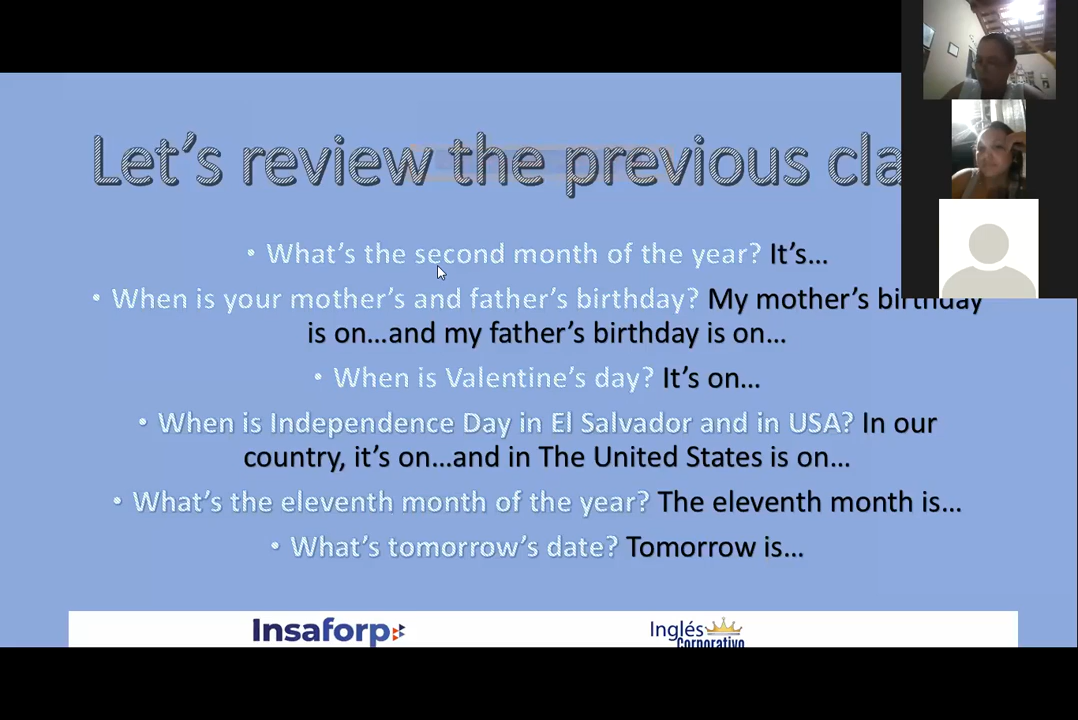 Let's review the previous cla
• What's the second month of the year? It's...
• When is your mother's and father's birthday? My mother's birthday
is on...and my father's birthday is on...
• When is Valentine's day? It's on...
• When is Independence Day in El Salvador and in USA? In our
country, it's on...and in The United States is on...
• What's the eleventh month of the year? The eleventh month is...
• What's tomorrow's date? Tomorrow is...
Insaforp
Inglés
Corporativo